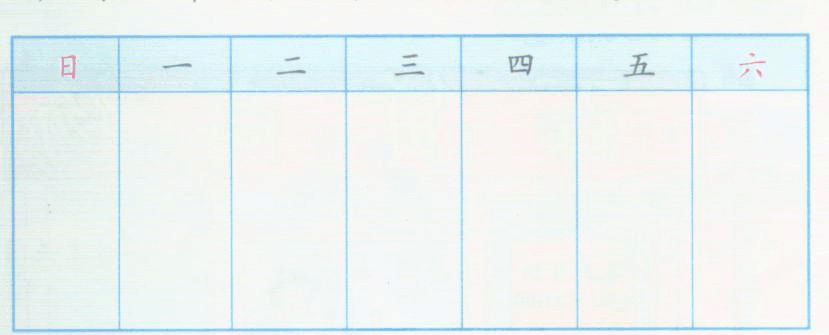 日 一 二 三 四 五 六